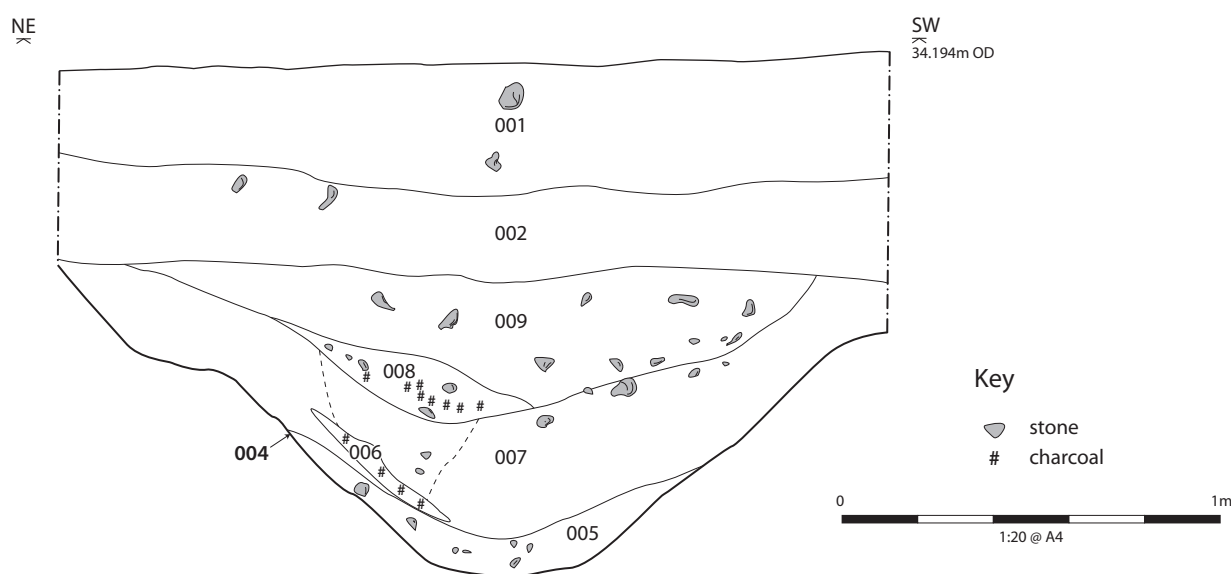 NE
SW
34.194m OD
001
002
009
008
006
004
007
005
Key
stone
# charcoal
0 1m
1:20 @ A4